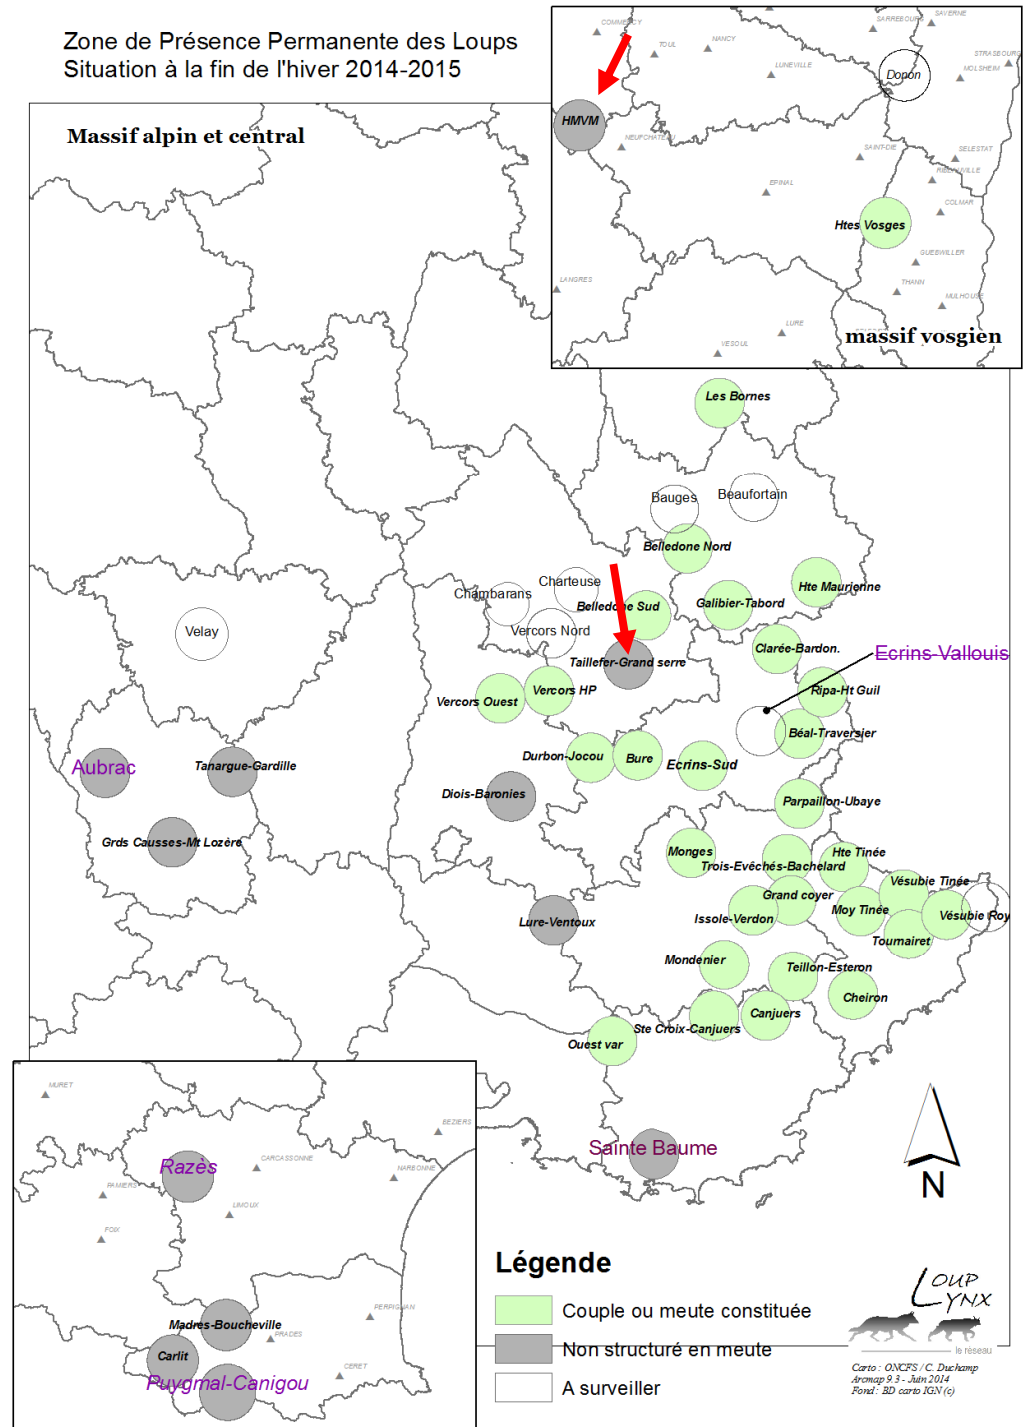 Zone de Présence Permanente des Loups
Situation à la fin de l'hiver 2014-2015
Massif alpin et central
COMMERCY
TOUL
NANCY
LUNEVILLE
SARREBOURG
SAVERNE
STRASBOURG
MOLSHEIM
Donon
HMVM
NEUFCHATEAU
SAINT-DIE
SELESTAT
RIBEAUVILLE
EPINAL
COLMAR
Htes Vosges
GUEBWILLER
LANGRES
THANN
MULHOUSE
LURE
VESOUL
massif vosgien
Les Bornes
Bauges
Beaufortain
Belledone Nord
Charteuse
Chambarans
Hte Maurienne
Belledone Sud
Galibier-Tabord
Velay
Vercors Nord
Clarée-Bardon.
Ecrins-Vallouis
Taillefer-Grand serre
Vercors HP
Vercors Ouest
Ripa-Ht Guil
Béal-Traversier
Durbon-Jocou
Bure
Ecrins-Sud
Aubrac
Tanargue-Gardille
Diois-Baronies
Parpaillon-Ubaye
Grds Causses-Mt Lozère
Monges
Trois-Evêchés-Bachelard
Hte Tinée
Vésubie Tinée
Grand coyer
Issole-Verdon
Moy Tinée
Vésubie Roy
Lure-Ventoux
Tournairet
Mondenier
Teillon-Esteron
Cheiron
Ste Croix-Canjuers
Canjuers
Ouest var
Sainte Baume
N
MURET
BEZIERS
Razès
CARCASSONNE
NARBONNE
PAMIERS
LIMOUX
FOIX
PERPIGNAN
Madres-Boucheville
PRADES
Carlit
CERET
Puygmal-Canigou
Légende
Couple ou meute constituée
Non structuré en meute
A surveiller
LOUP
LYNX
le réseau
Carto : ONCFS / C. Duchamp
Arcmap 9.3 - Juin 2014
Fond : BD carto IGN (c)